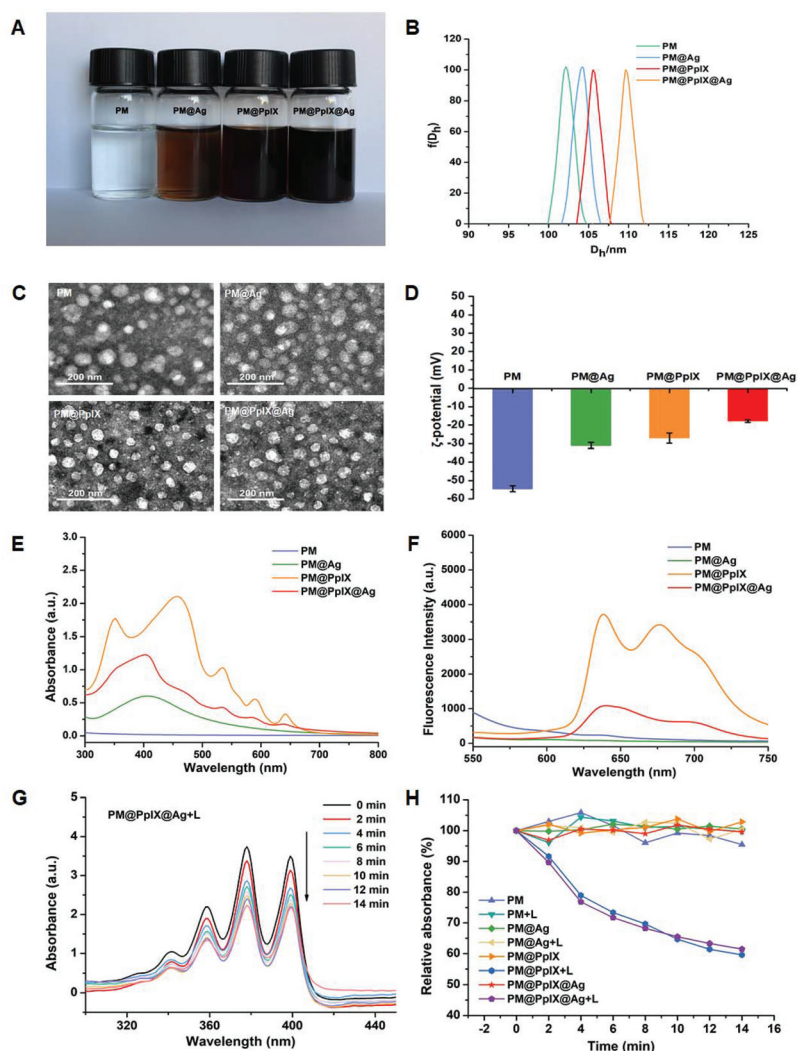 A
PM
PM@Ag
PM@PpIX
PM@PpIX@Ag
B
PM
PM@Ag
PM@PpIX
PM@PpIX@Ag
f(Dh)
120
100
80
60
40
20
0
90 95 100 105 110 115 120 125
Dh/nm
C
PM
200 nm
PM@Ag
200 nm
PM@PpIX
200 nm
PM@PpIX@Ag
200 nm
D
ζ-potential (mV)
50
40
30
20
10
0
-10
-20
-30
-40
-50
-60
PM PM@Ag PM@PpIX PM@PpIX@Ag
E
PM
PM@Ag
PM@PpIX
PM@PpIX@Ag
Absorbance (a.u.)
3.0
2.5
2.0
1.5
1.0
0.5
0.0
300 400 500 600 700 800
Wavelength (nm)
F
PM
PM@Ag
PM@PpIX
PM@PpIX@Ag
Fluorescence Intensity (a.u.)
6000
5000
4000
3000
2000
1000
0
550 600 650 700 750
Wavelength (nm)
G
PM@PpIX@Ag+L
0 min
2 min
4 min
6 min
8 min
10 min
12 min
14 min
Absorbance (a.u.)
5
4
3
2
1
0
320 360 400 440
Wavelength (nm)
H
Relative absorbance (%)
110
105
100
95
90
85
80
75
70
65
60
55
50
45
40
PM
PM+L
PM@Ag
PM@Ag+L
PM@PpIX
PM@PpIX+L
PM@PpIX@Ag
PM@PpIX@Ag+L
-2 0 2 4 6 8 10 12 14 16
Time (min)